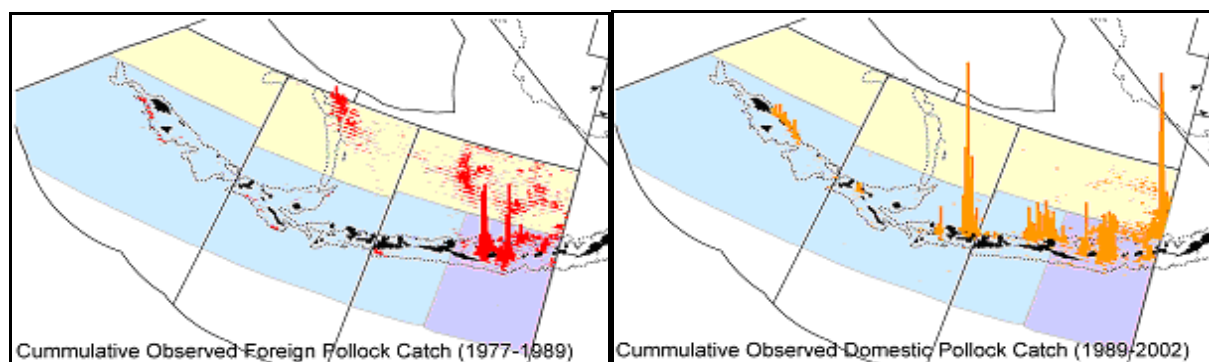 Cummulative Observed Foreign Pollock Catch (1977-1989)
Cummulative Observed Domestic Pollock Catch (1989-2002)